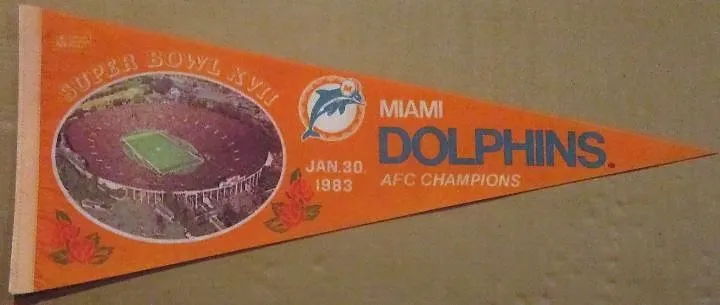 SUPER BOWL XVII
JAN. 30,
1983
MIAMI
DOLPHINS.
AFC CHAMPIONS